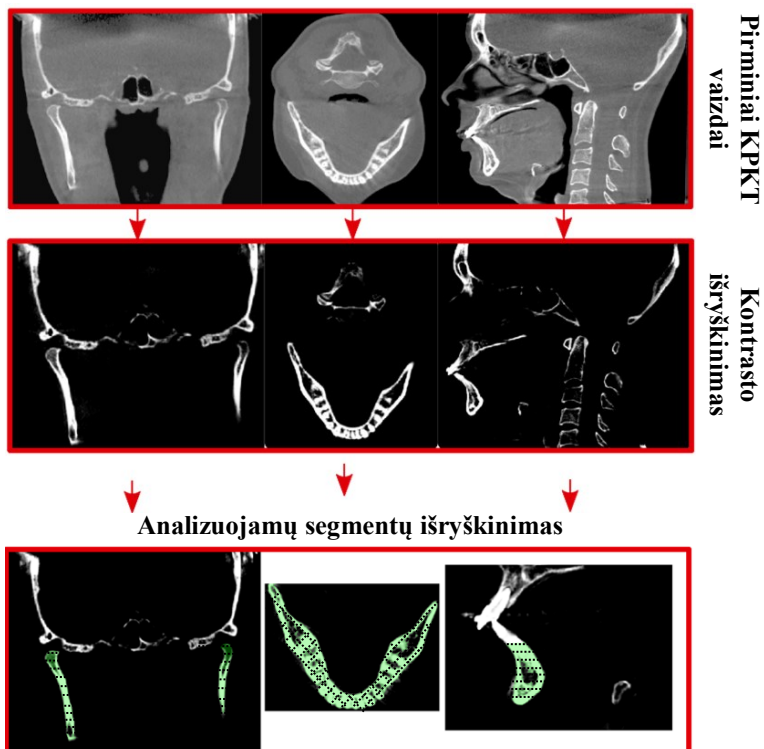 Pirminiai KPKT
vaizdai
Kontrasto
išryškinimas
Analizuojamų segmentų išryškinimas